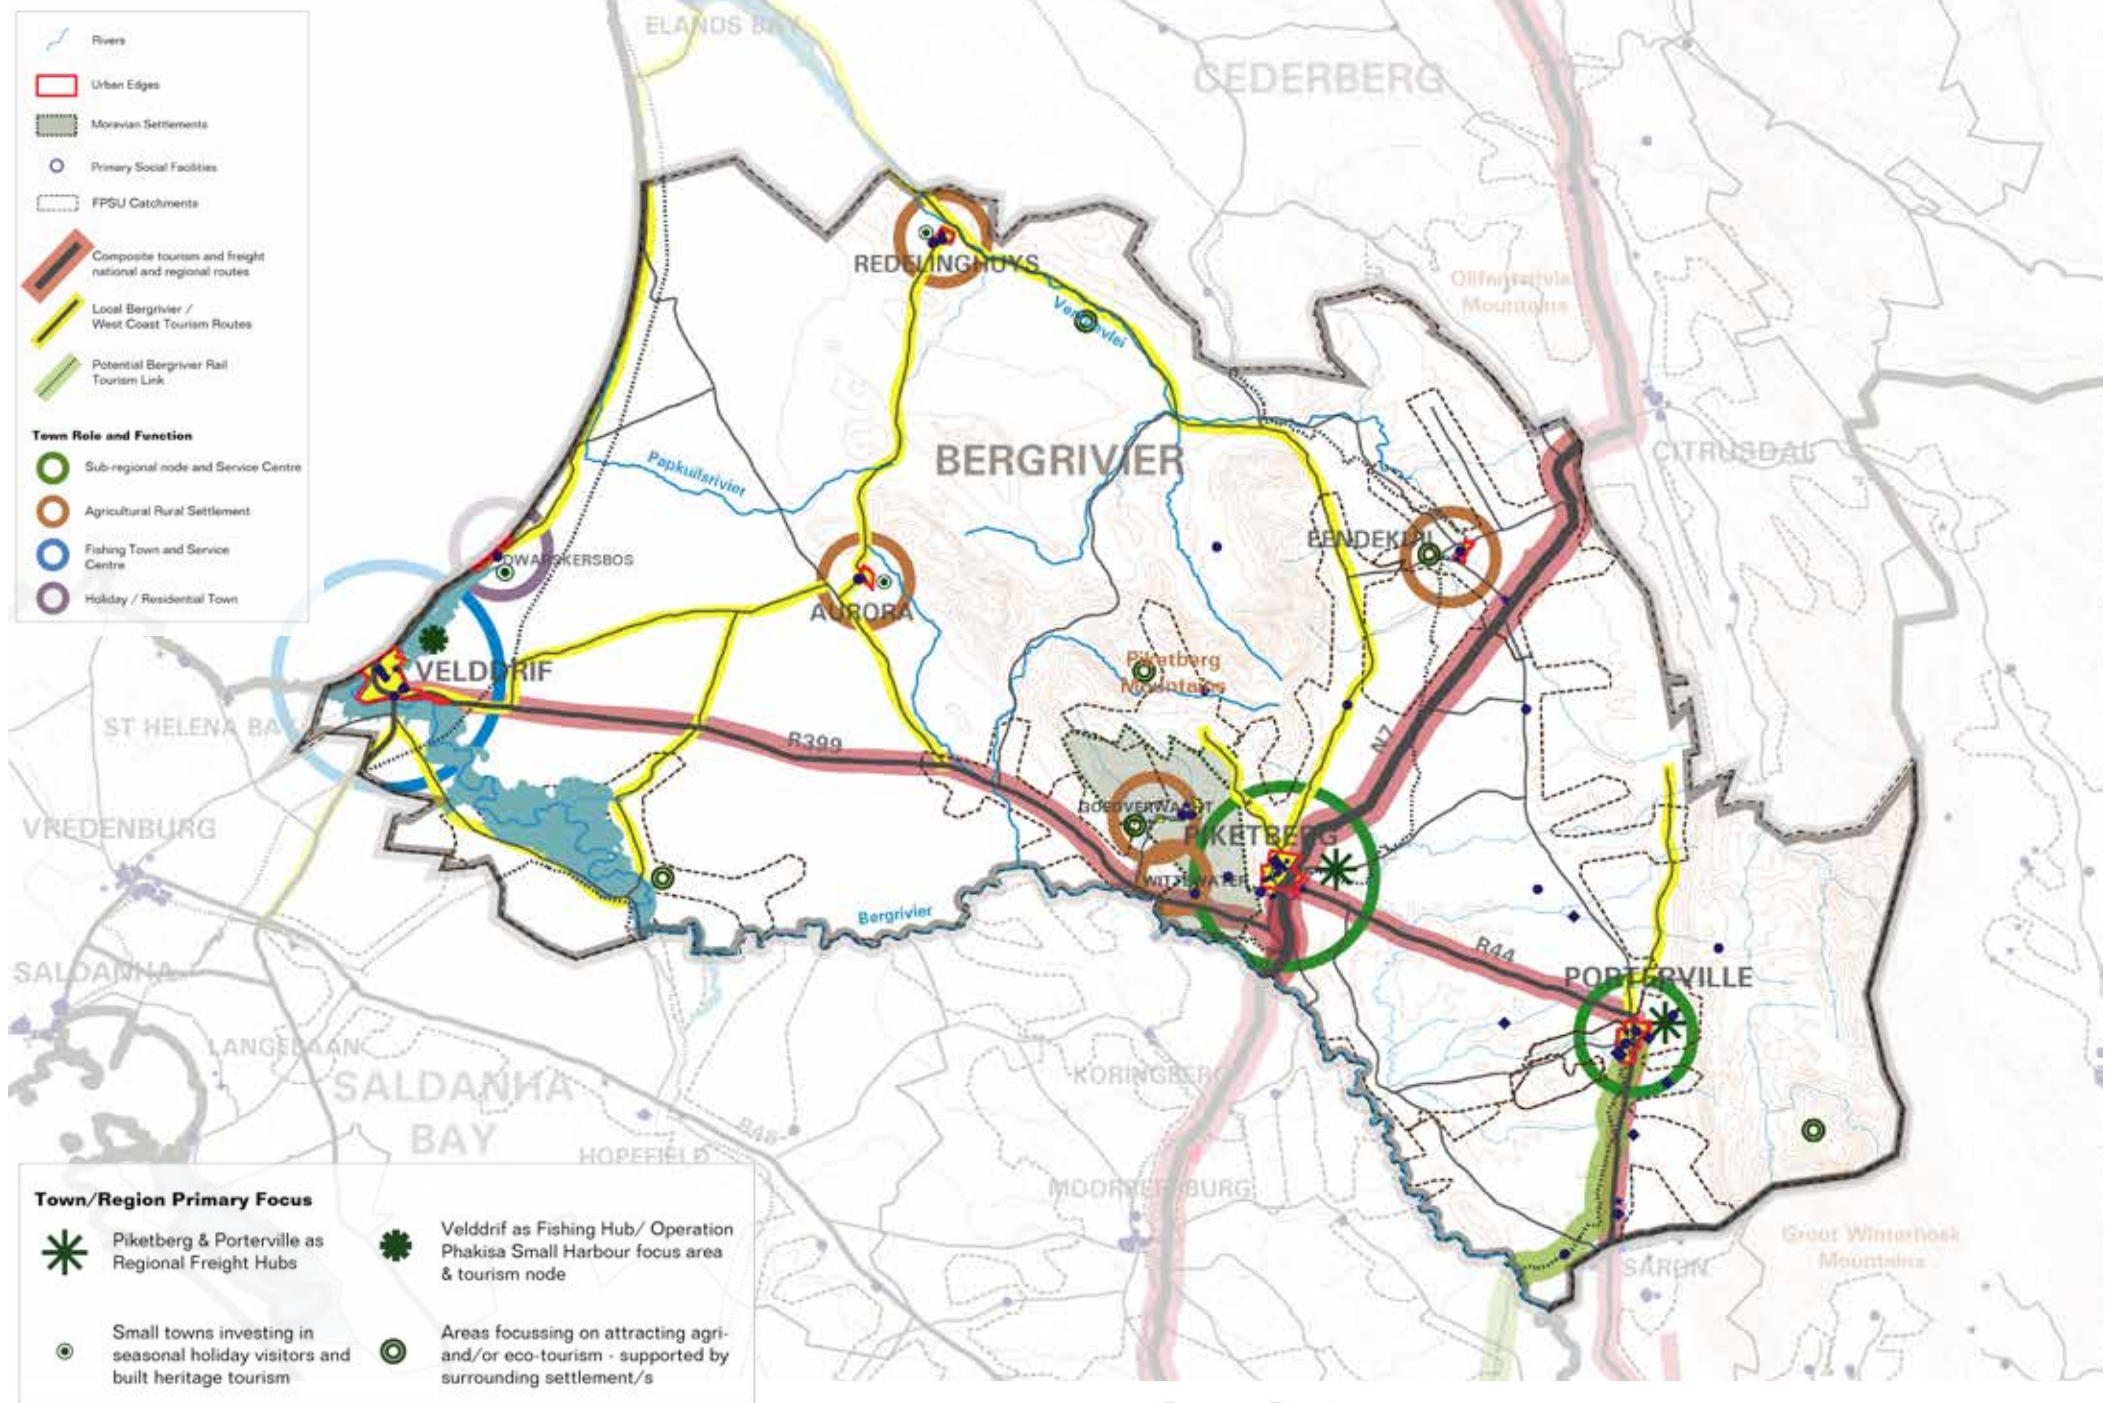 Rivers
Urban Edges
Moravian Settlements
Primary Social Facilities
FPSU Catchments
Composite tourism and freight
national and regional routes
Local Bergrivier /
West Coast Tourism Routes
Potential Bergrivier Rail
Tourism Link
Town Role and Function
Sub-regional node and Service Centre
Agricultural Rural Settlement
Fishing Town and Service
Centre
Holiday / Residential Town
ELANDS BAY
CEDERBERG
REDELINGHUYS
Olifantsrivier
Mountains
BERGRIVIER
CITRUSDAL
Papkuilsrivier
EENDEKUIL
DWARSKERSBOS
AURORA
VELDDRIF
Piketberg
Mountains
ST HELENA BAY
R399
N7
GOEDVERWACHT
PIKETBERG
VREDENBURG
WITTEWATER
Bergrivier
R44
SALDANHA
PORTERVILLE
LANGEBAAN
SALDANHA
BAY
KORINGBERG
R45
HOPEFIELD
MOORREESBURG
Groot Winterhoek
Mountains
SARON
Town/Region Primary Focus
Piketberg & Porterville as
Regional Freight Hubs
Velddrif as Fishing Hub/ Operation
Phakisa Small Harbour focus area
& tourism node
Small towns investing in
seasonal holiday visitors and
built heritage tourism
Areas focussing on attracting agri-
and/or eco-tourism - supported by
surrounding settlement/s